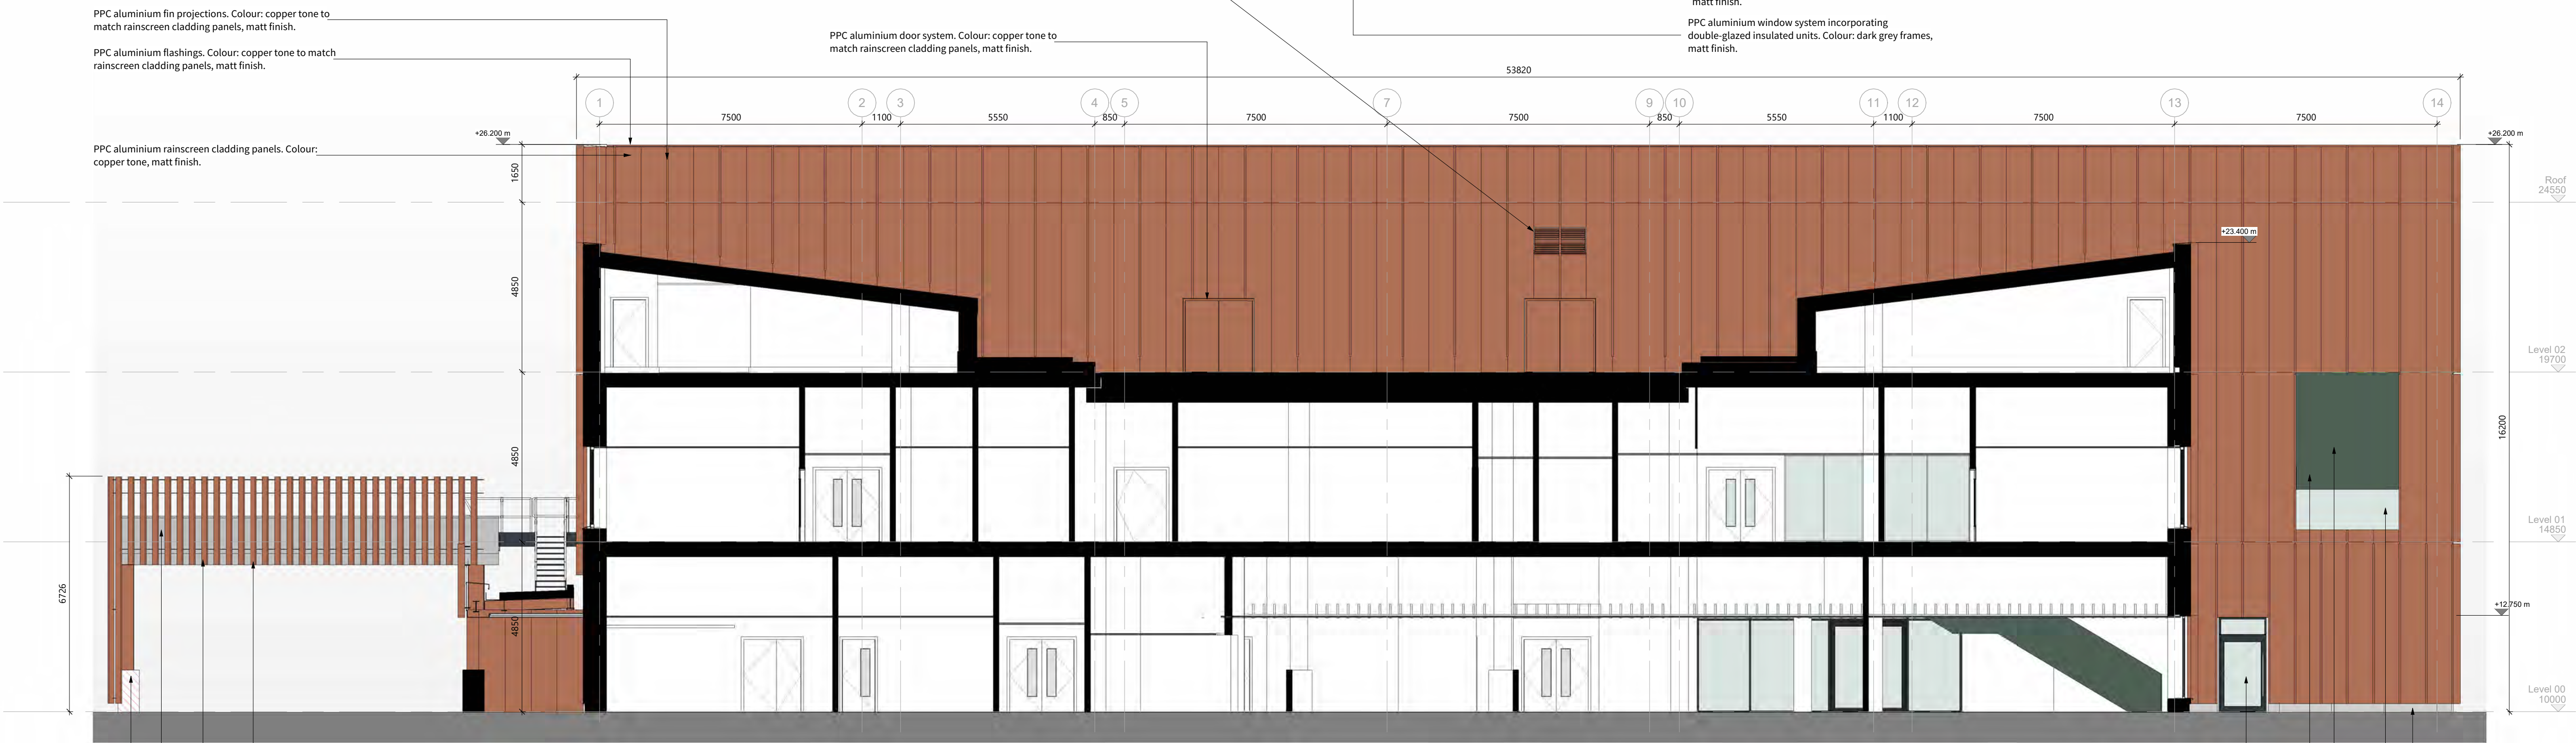 PPC aluminium fin projections. Colour: copper tone to
match rainscreen cladding panels, matt finish.
PPC aluminium flashings. Colour: copper tone to match
rainscreen cladding panels, matt finish.
PPC aluminium door system. Colour: copper tone to
match rainscreen cladding panels, matt finish.
matt finish.
PPC aluminium window system incorporating
double-glazed insulated units. Colour: dark grey frames,
matt finish.
53820
1 2 3 4 5 7 9 10 11 12 13 14
7500 1100 5550 850 7500 7500 850 5550 1100 7500 7500
+26.200 m
+26.200 m
PPC aluminium rainscreen cladding panels. Colour:
copper tone, matt finish.
1650
Roof
24550
+23.400 m
4850
Level 02
19700
4850
16200
Level 01
14850
6726
4850
+12.750 m
Level 00
10000